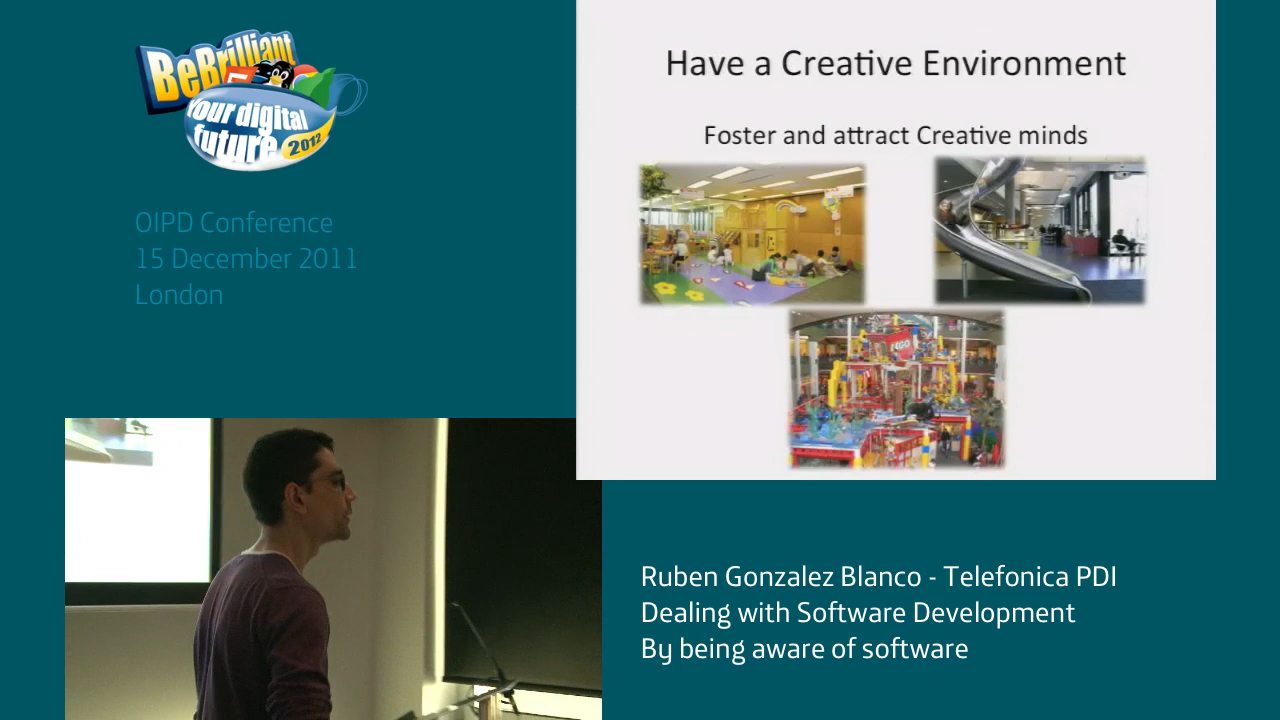 BeBrilliant
Your digital
future
2012
OIPD Conference
15 December 2011
London
Have a Creative Environment
Foster and attract Creative minds
LEGO
Ruben Gonzalez Blanco - Telefonica PDI
Dealing with Software Development
By being aware of software